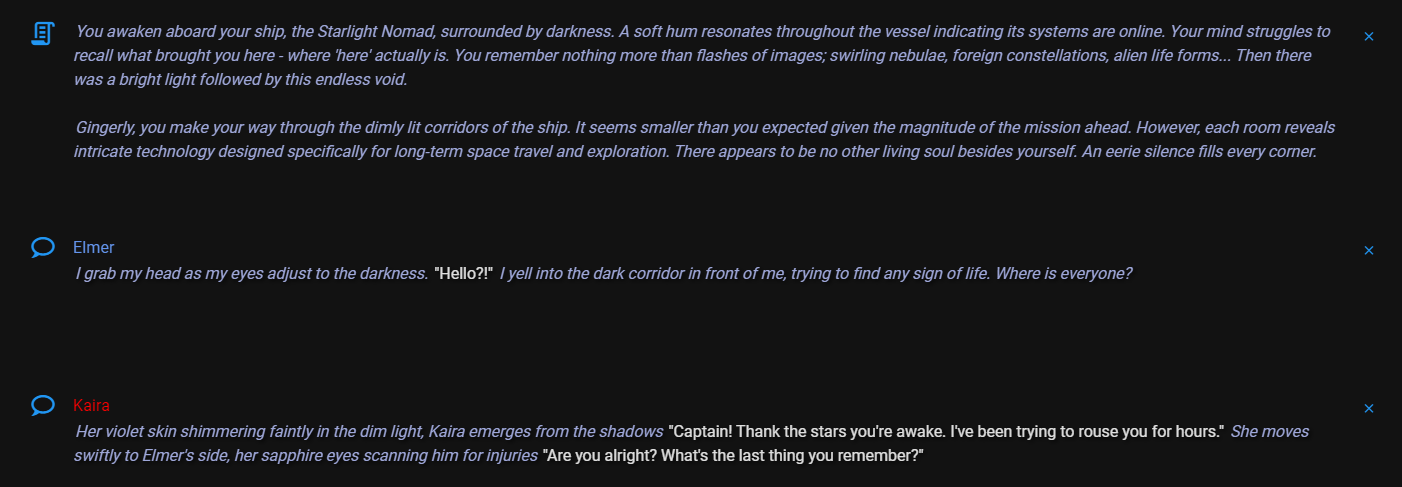 You awaken aboard your ship, the Starlight Nomad, surrounded by darkness. A soft hum resonates throughout the vessel indicating its systems are online. Your mind struggles to
recall what brought you here - where 'here' actually is. You remember nothing more than flashes of images; swirling nebulae, foreign constellations, alien life forms... Then there
was a bright light followed by this endless void.
Gingerly, you make your way through the dimly lit corridors of the ship. It seems smaller than you expected given the magnitude of the mission ahead. However, each room reveals
intricate technology designed specifically for long-term space travel and exploration. There appears to be no other living soul besides yourself. An eerie silence fills every corner.
Elmer
I grab my head as my eyes adjust to the darkness. "Hello?!" I yell into the dark corridor in front of me, trying to find any sign of life. Where is everyone?
Kaira
Her violet skin shimmering faintly in the dim light, Kaira emerges from the shadows "Captain! Thank the stars you're awake. I've been trying to rouse you for hours." She moves
swiftly to Elmer's side, her sapphire eyes scanning him for injuries "Are you alright? What's the last thing you remember?"